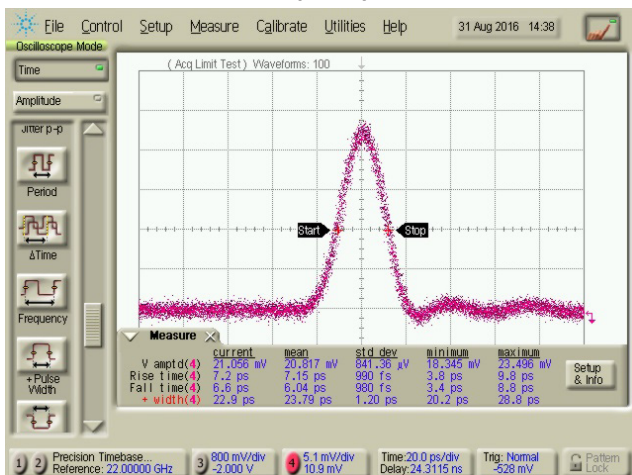 File Control Setup Measure Calibrate Utilities Help 31 Aug 2016 14:38
Oscilloscope Mode
Time
Amplitude
( Acq Limit Test ) Waveforms: 100
Jitter p-p
Period
ΔTime
Frequency
+ Pulse
Width
Start
Stop
Measure
current mean std dev minimum maximum
V amptd(4) 21.056 mV 20.817 mV 841.36 µV 18.345 mV 23.496 mV
Rise time(4) 7.2 ps 7.15 ps 990 fs 3.8 ps 9.8 ps
Fall time(4) 6.6 ps 6.04 ps 980 fs 3.4 ps 8.8 ps
+ width(4) 22.9 ps 23.79 ps 1.20 ps 20.2 ps 28.8 ps
Setup
& Info
1 2 Precision Timebase...
Reference: 22.00000 GHz
3 800 mV/div
-2.000 V
4 5.1 mV/div
10.9 mV
Time:20.0 ps/div
Delay:24.3115 ns
Trig: Normal
-528 mV
Pattern
Lock